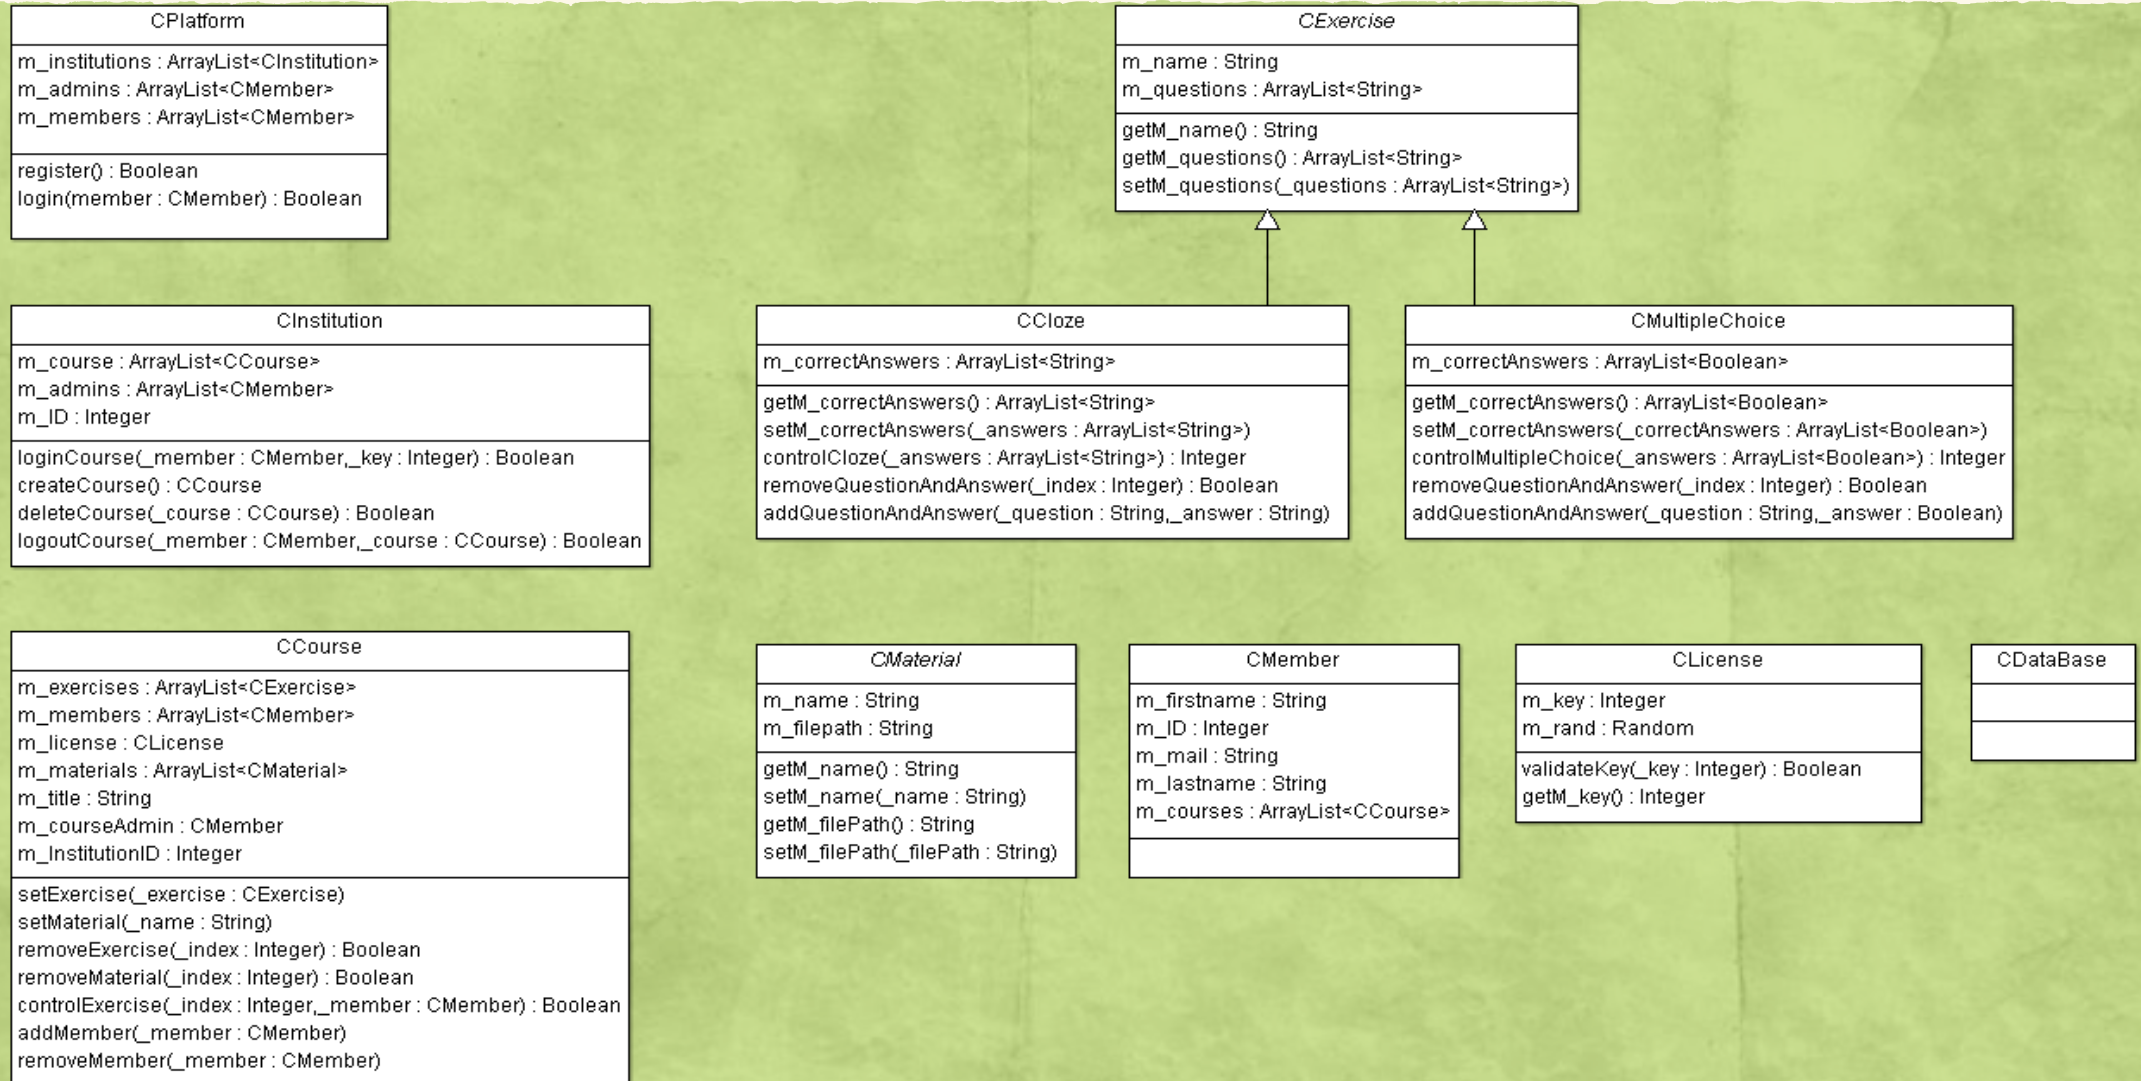 CPlatform
m_institutions : ArrayList<CInstitution>
m_admins : ArrayList<CMember>
m_members : ArrayList<CMember>
register() : Boolean
login(member : CMember) : Boolean
CExercise
m_name : String
m_questions : ArrayList<String>
getM_name() : String
getM_questions() : ArrayList<String>
setM_questions(_questions : ArrayList<String>)
CInstitution
m_course : ArrayList<CCourse>
m_admins : ArrayList<CMember>
m_ID : Integer
loginCourse(_member : CMember,_key : Integer) : Boolean
createCourse() : CCourse
deleteCourse(_course : CCourse) : Boolean
logoutCourse(_member : CMember,_course : CCourse) : Boolean
CCloze
m_correctAnswers : ArrayList<String>
getM_correctAnswers() : ArrayList<String>
setM_correctAnswers(_answers : ArrayList<String>)
controlCloze(_answers : ArrayList<String>) : Integer
removeQuestionAndAnswer(_index : Integer) : Boolean
addQuestionAndAnswer(_question : String,_answer : String)
CMultipleChoice
m_correctAnswers : ArrayList<Boolean>
getM_correctAnswers() : ArrayList<Boolean>
setM_correctAnswers(_correctAnswers : ArrayList<Boolean>)
controlMultipleChoice(_answers : ArrayList<Boolean>) : Integer
removeQuestionAndAnswer(_index : Integer) : Boolean
addQuestionAndAnswer(_question : String,_answer : Boolean)
CCourse
m_exercises : ArrayList<CExercise>
m_members : ArrayList<CMember>
m_license : CLicense
m_materials : ArrayList<CMaterial>
m_title : String
m_courseAdmin : CMember
m_InstitutionID : Integer
setExercise(_exercise : CExercise)
setMaterial(_name : String)
removeExercise(_index : Integer) : Boolean
removeMaterial(_index : Integer) : Boolean
controlExercise(_index : Integer,_member : CMember) : Boolean
addMember(_member : CMember)
removeMember(_member : CMember)
CMaterial
m_name : String
m_filepath : String
getM_name() : String
setM_name(_name : String)
getM_filePath() : String
setM_filePath(_filePath : String)
CMember
m_firstname : String
m_ID : Integer
m_mail : String
m_lastname : String
m_courses : ArrayList<CCourse>
CLicense
m_key : Integer
m_rand : Random
validateKey(_key : Integer) : Boolean
getM_key() : Integer
CDataBase